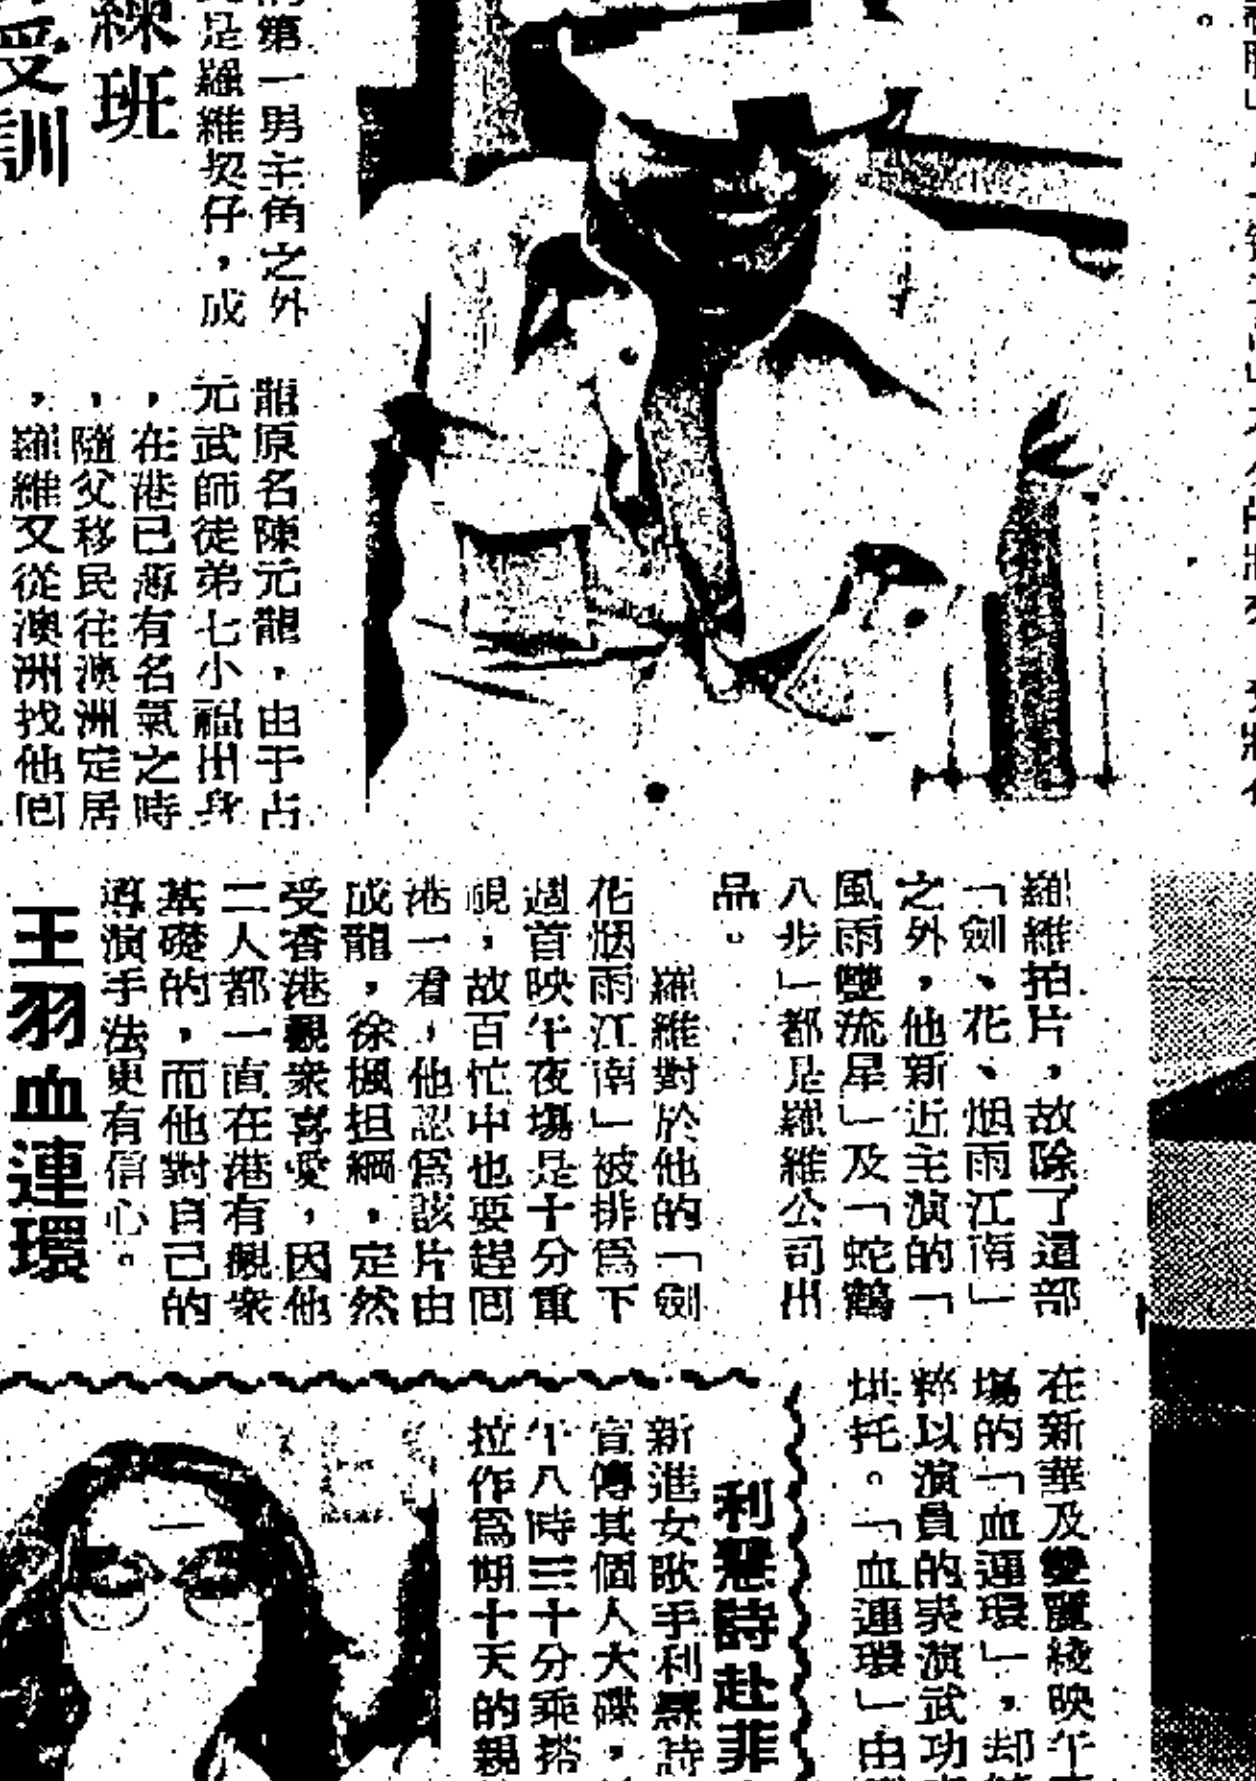 練班
受訓
的第一男主角之外
是羅維契仔，成
龍原名陳元龍，由于占
元武師徒弟七小福出身
，在港已薄有名氣之時
，隨父移民往澳洲定居
，羅維又從澳洲找他回
羅維拍片，故除了這部
「劍、花、烟雨江南」
之外，他新近主演的「
風雨雙流星」及「蛇鶴
八步」都是羅維公司出
品。
羅維對於他的「劍
花烟雨江南」被排爲下
週首映午夜場是十分重
視，故百忙中也要趕回
港一看，他認爲該片由
成龍，徐楓担綱，定然
受香港觀衆喜愛，因他
二人都一直在港有觀衆
基礎的，而他對自己的
導演手法更有信心。
王羽血連環
在新華及雙麗綫映午
場的「血連環」，却
粹以演員的表演武功
烘托。「血連環」由
利慧詩赴菲
新進女歌手利慧詩
宣傳其個人大碟，
午八時三十分乘搭
拉作爲期十天的親